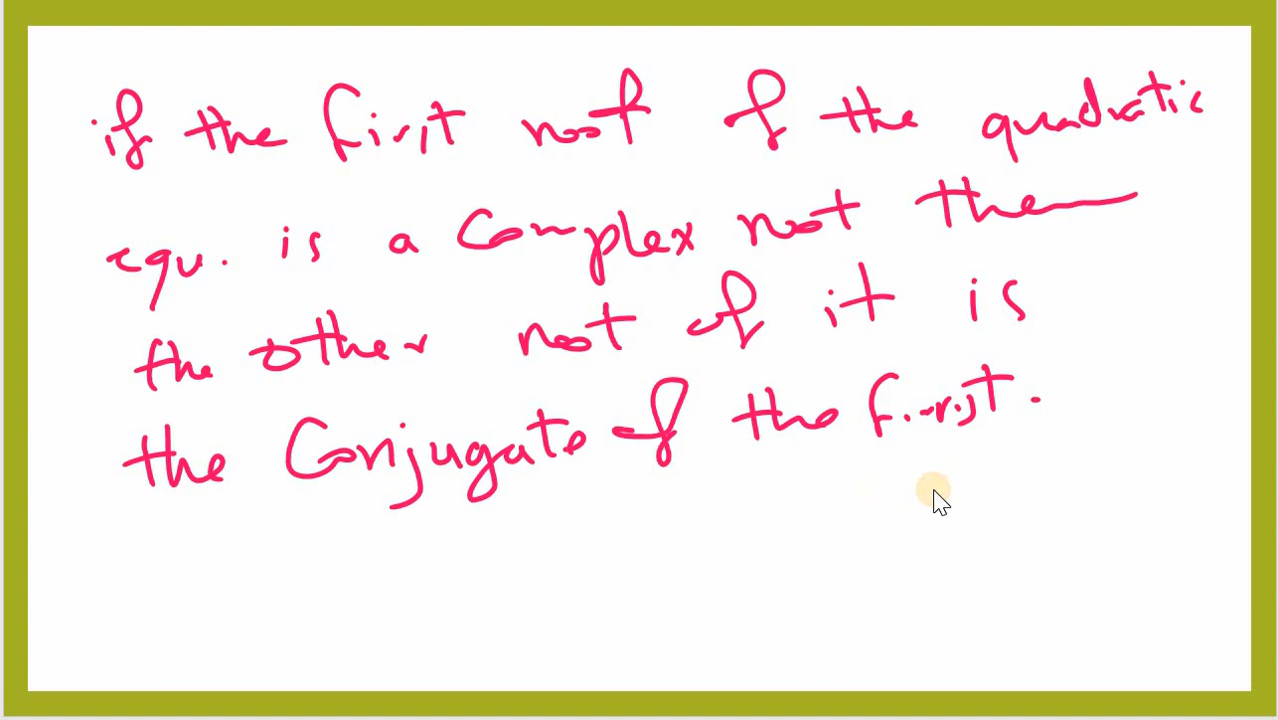 if the first root of the quadratic
equ. is a complex root then
the other root of it is
the Conjugate of the first.